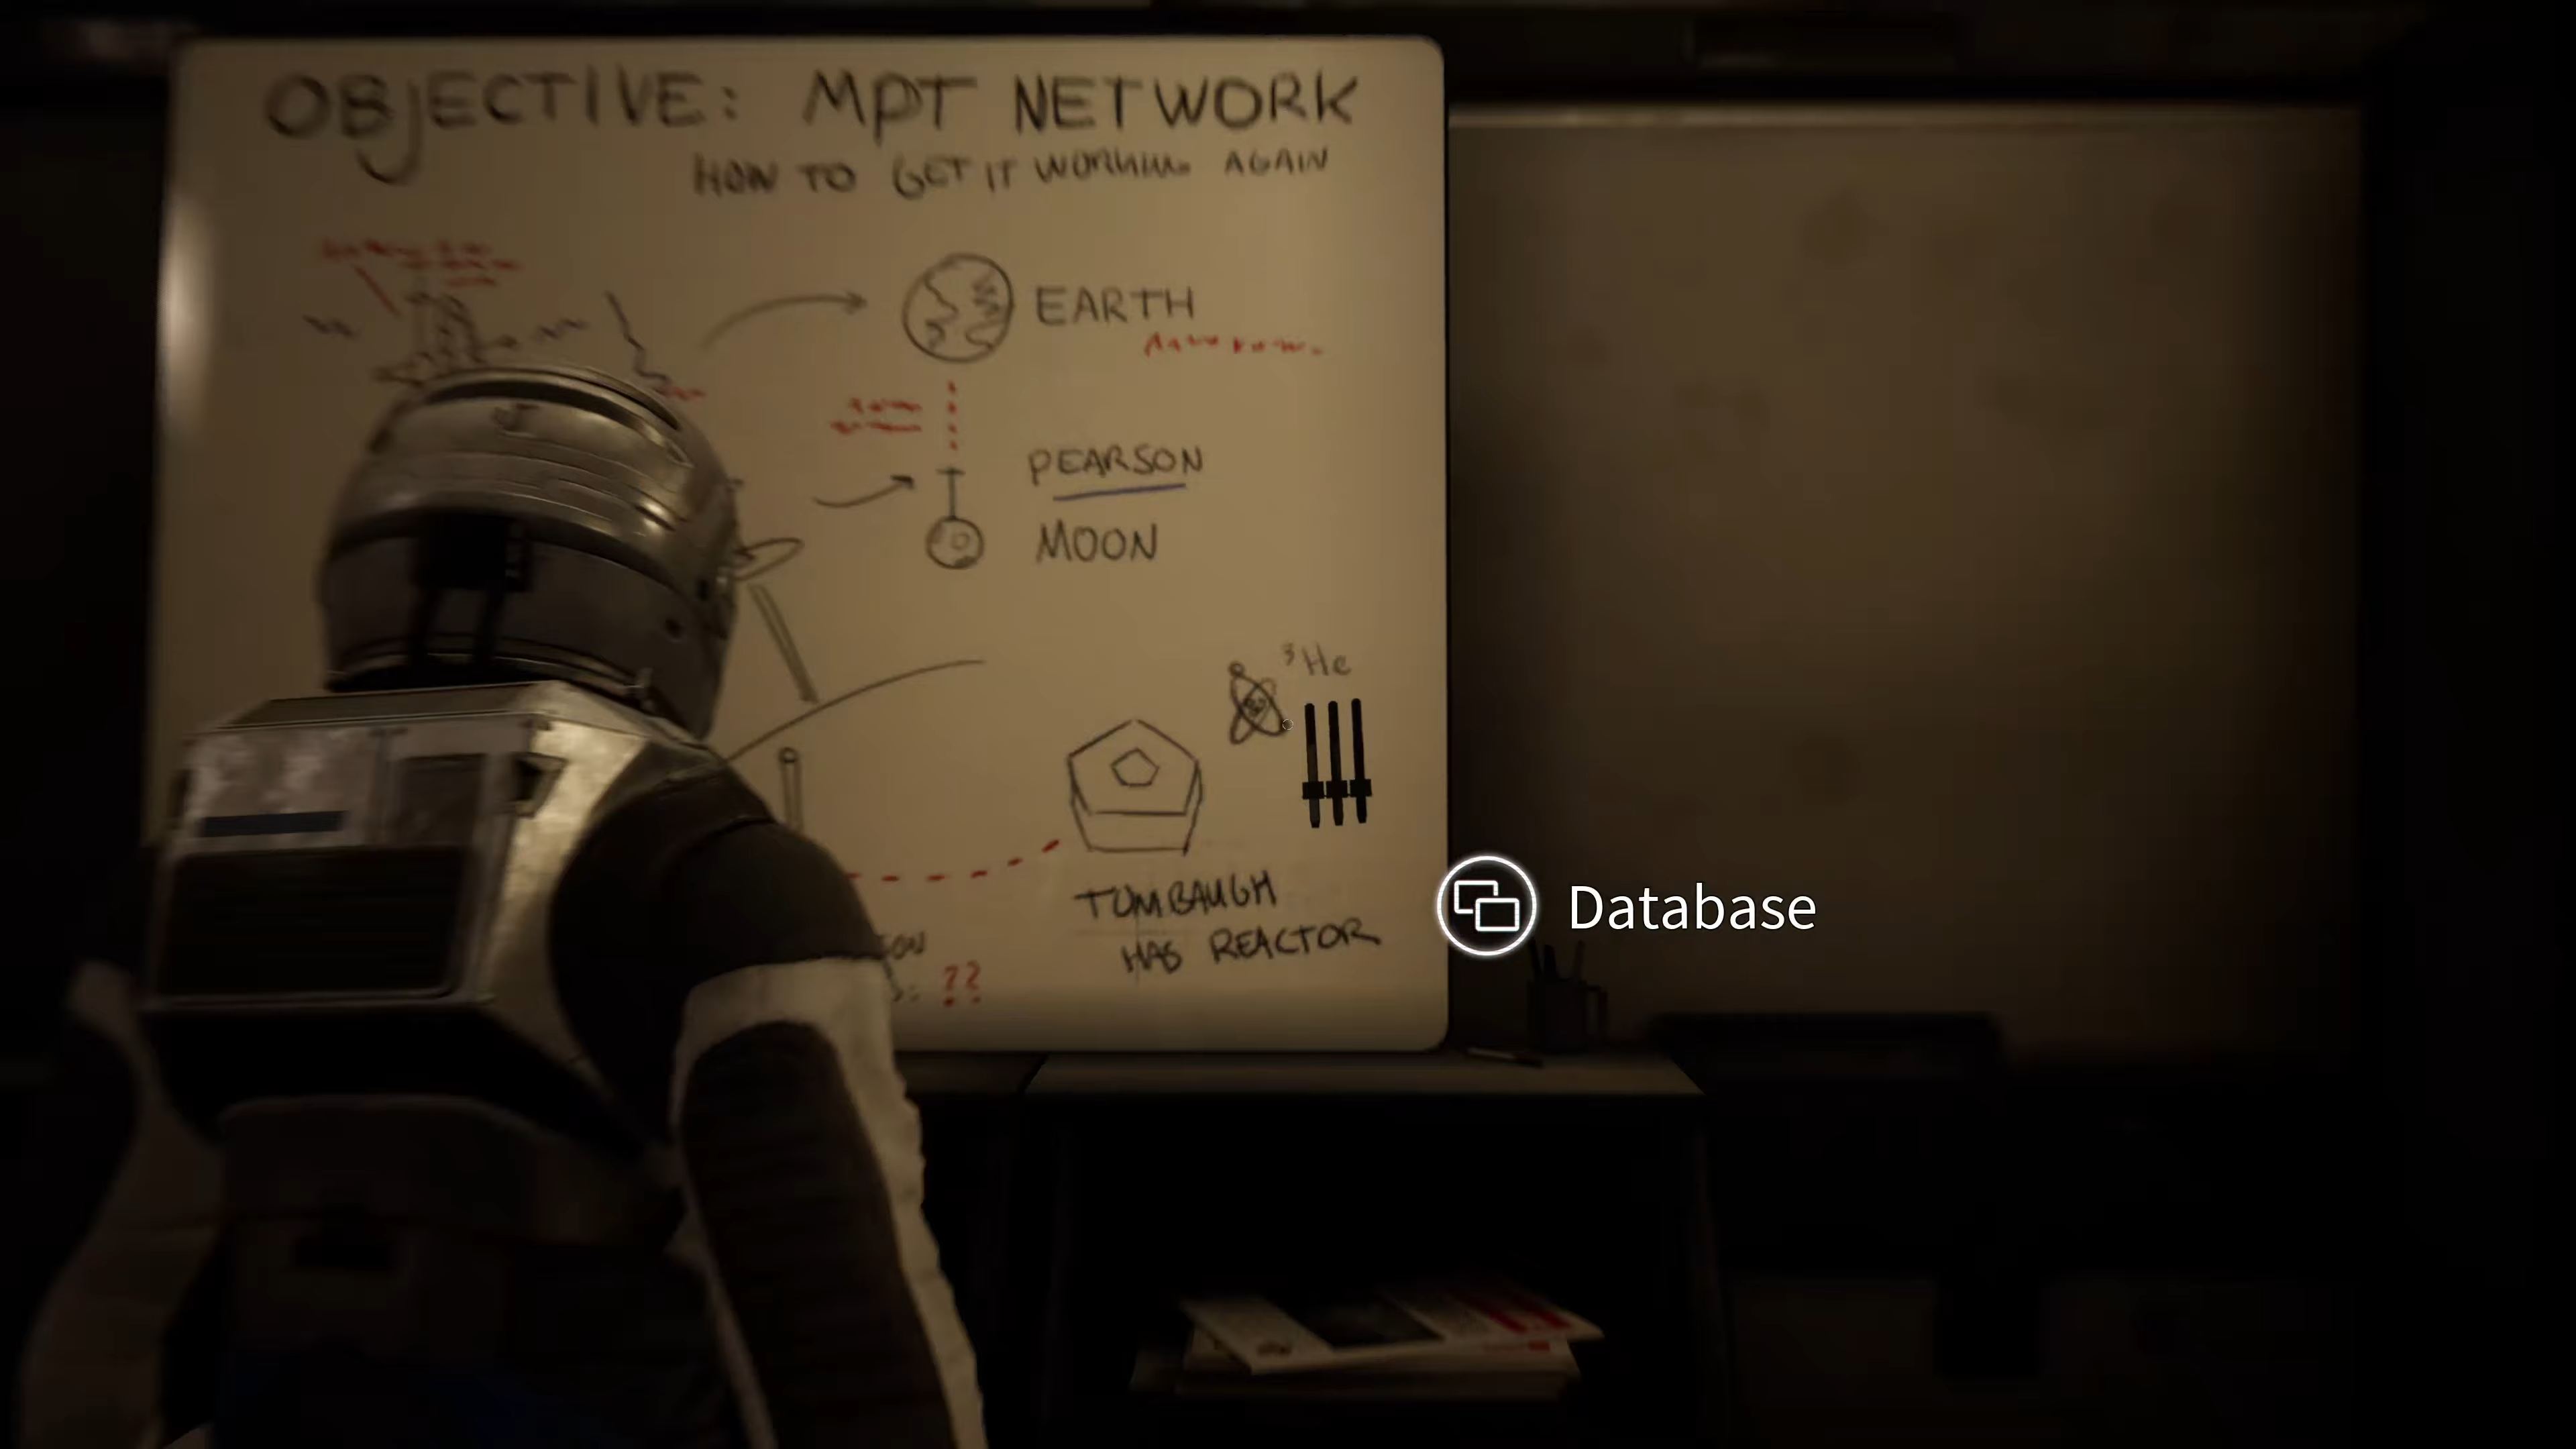 OBJECTIVE: MPT NETWORK
HOW TO GET IT WORKING AGAIN
EARTH
PEARSON
MOON
³He
TOMBAUGH
HAS REACTOR
??
Database